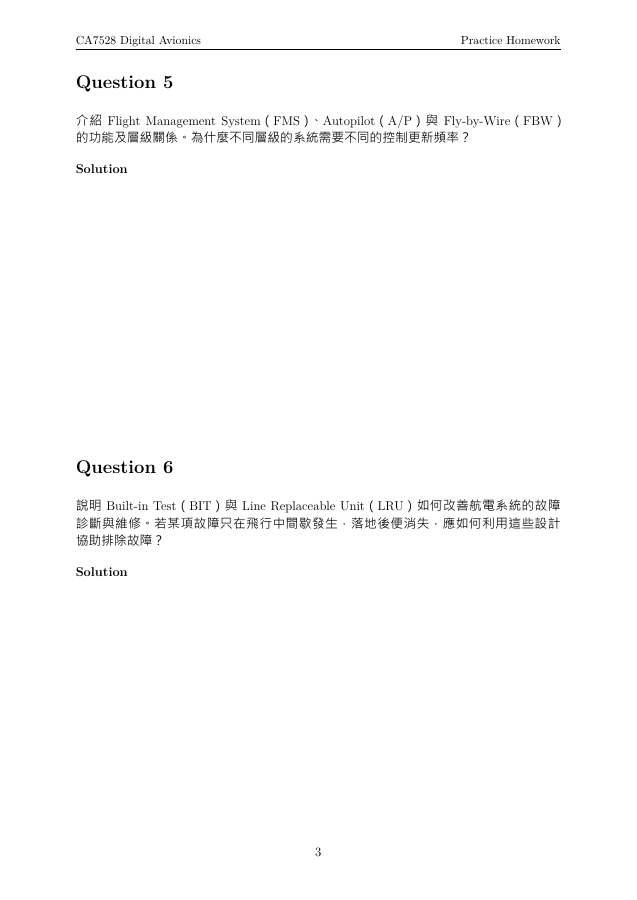 CA7528 Digital Avionics
Practice Homework
Question 5
介紹 Flight Management System（FMS）、Autopilot（A/P）與 Fly-by-Wire（FBW）
的功能及層級關係。為什麼不同層級的系統需要不同的控制更新頻率？
Solution
Question 6
說明 Built-in Test（BIT）與 Line Replaceable Unit（LRU）如何改善航電系統的故障
診斷與維修。若某項故障只在飛行中間歇發生，落地後便消失，應如何利用這些設計
協助排除故障？
Solution
3